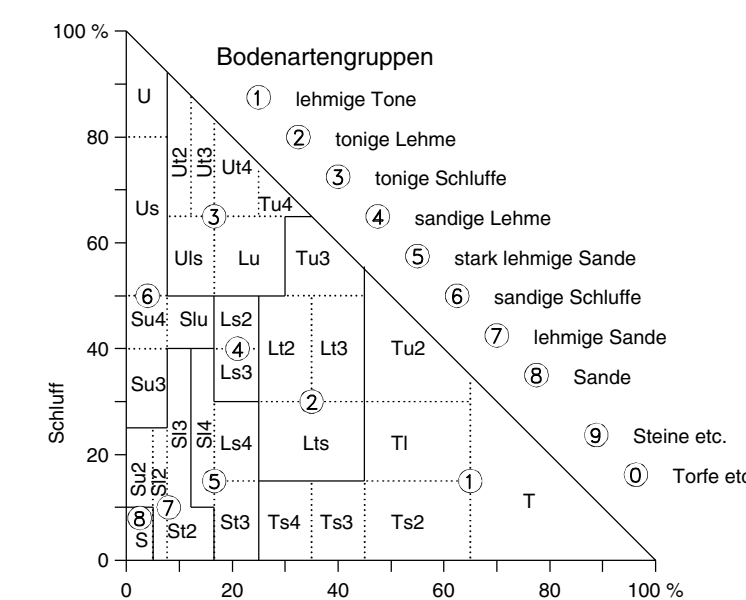 100 %
Bodenartengruppen
1 lehmige Tone
2 tonige Lehme
3 tonige Schluffe
4 sandige Lehme
5 stark lehmige Sande
6 sandige Schluffe
7 lehmige Sande
8 Sande
9 Steine etc.
0 Torfe etc
U
80
Ut2 Ut3 Ut4
Us 3 Tu4
60
Uls Lu Tu3
6
Su4 Slu Ls2
40 4 Lt2 Lt3 Tu2
Su3 Ls3
Schluff
2
Sl3 Sl4 Ls4 Lts Tl
20
Su2 Sl2 5 1
T
8 7
S St2 St3 Ts4 Ts3 Ts2
0
0 20 40 60 80 100 %